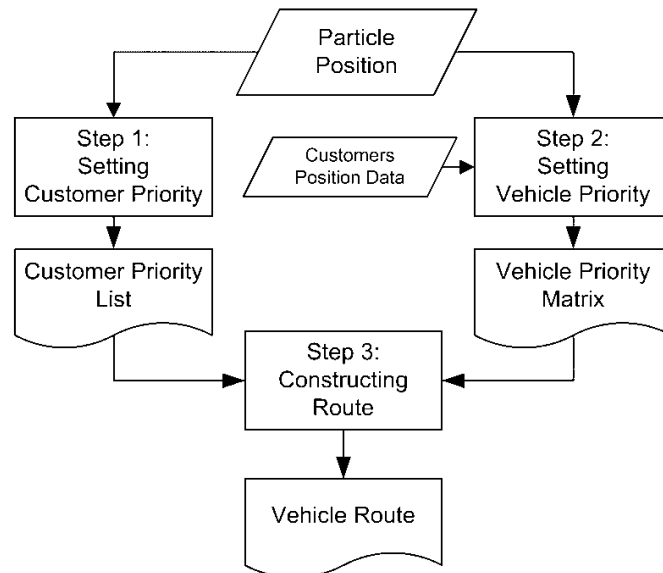 Particle
Position
Step 1:
Setting
Customer Priority
Customers
Position Data
Step 2:
Setting
Vehicle Priority
Customer Priority
List
Vehicle Priority
Matrix
Step 3:
Constructing
Route
Vehicle Route